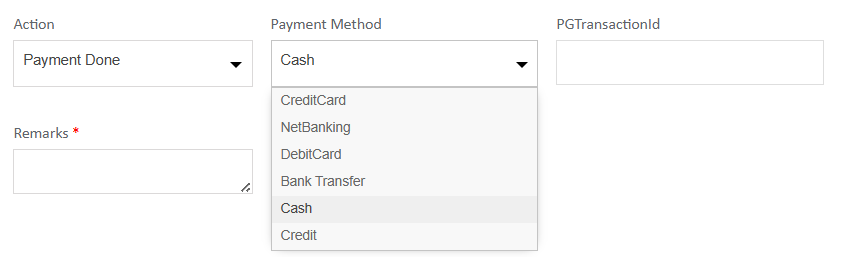 Action
Payment Method
PGTransactionId
Payment Done
Cash
CreditCard
NetBanking
DebitCard
Bank Transfer
Cash
Credit
Remarks *